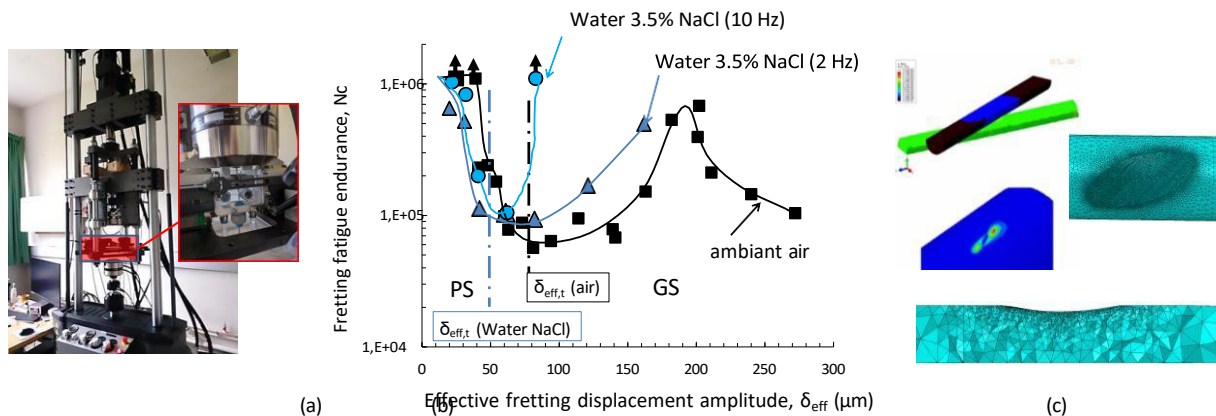 Water 3.5% NaCl (10 Hz)
Water 3.5% NaCl (2 Hz)
Fretting fatigue endurance, Nc
1,E+06
1,E+05
1,E+04
ambiant air
PS
GS
δeff,t (air)
δeff,t (Water NaCl)
0 50 100 150 200 250 300
Effective fretting displacement amplitude, δeff (μm)
(a) (b) (c)